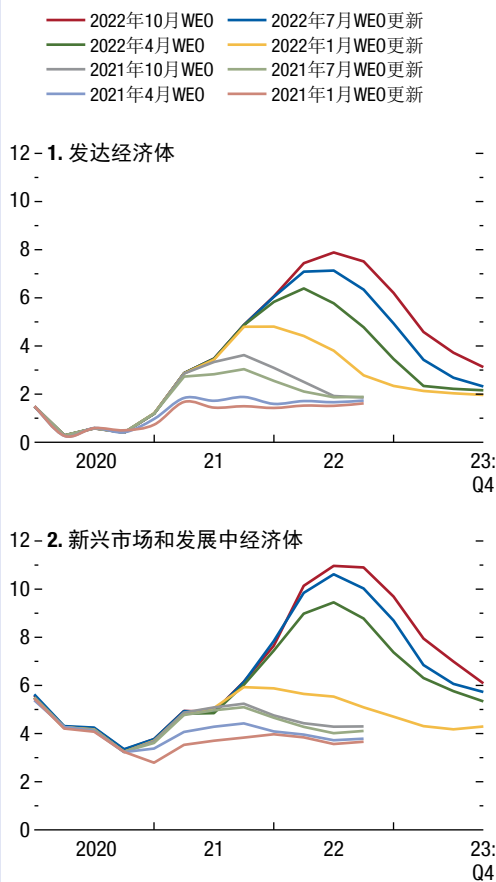 2022年10月WEO 2022年7月WEO更新
2022年4月WEO 2022年1月WEO更新
2021年10月WEO 2021年7月WEO更新
2021年4月WEO 2021年1月WEO更新
12 1. 发达经济体
10
8
6
4
2
0
2020 21 22 23:
Q4
12 2. 新兴市场和发展中经济体
10
8
6
4
2
0
2020 21 22 23:
Q4